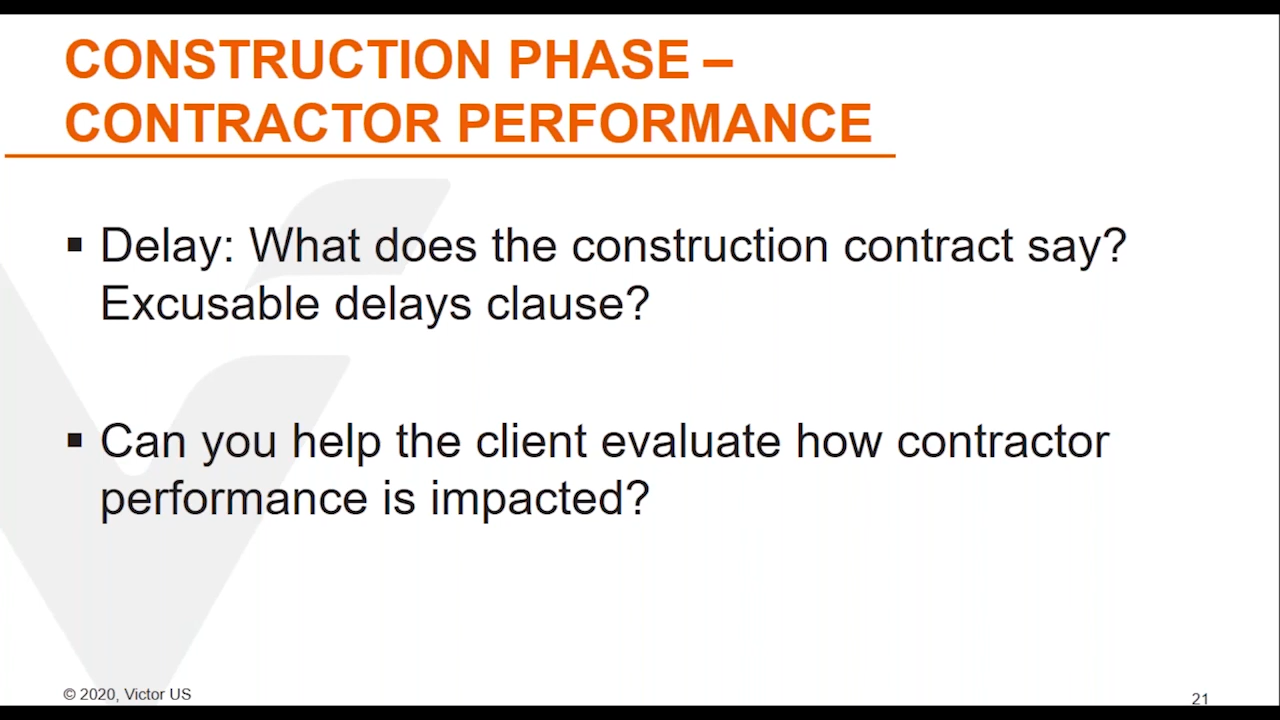 CONSTRUCTION PHASE –
CONTRACTOR PERFORMANCE
▪ Delay: What does the construction contract say?
Excusable delays clause?
▪ Can you help the client evaluate how contractor
performance is impacted?
© 2020, Victor US
21